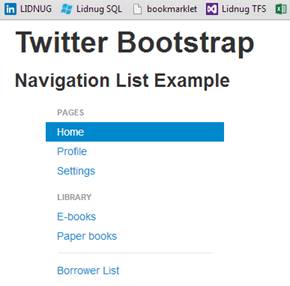 LIDNUG Lidnug SQL bookmarklet Lidnug TFS
Twitter Bootstrap
Navigation List Example
PAGES
Home
Profile
Settings
LIBRARY
E-books
Paper books
Borrower List